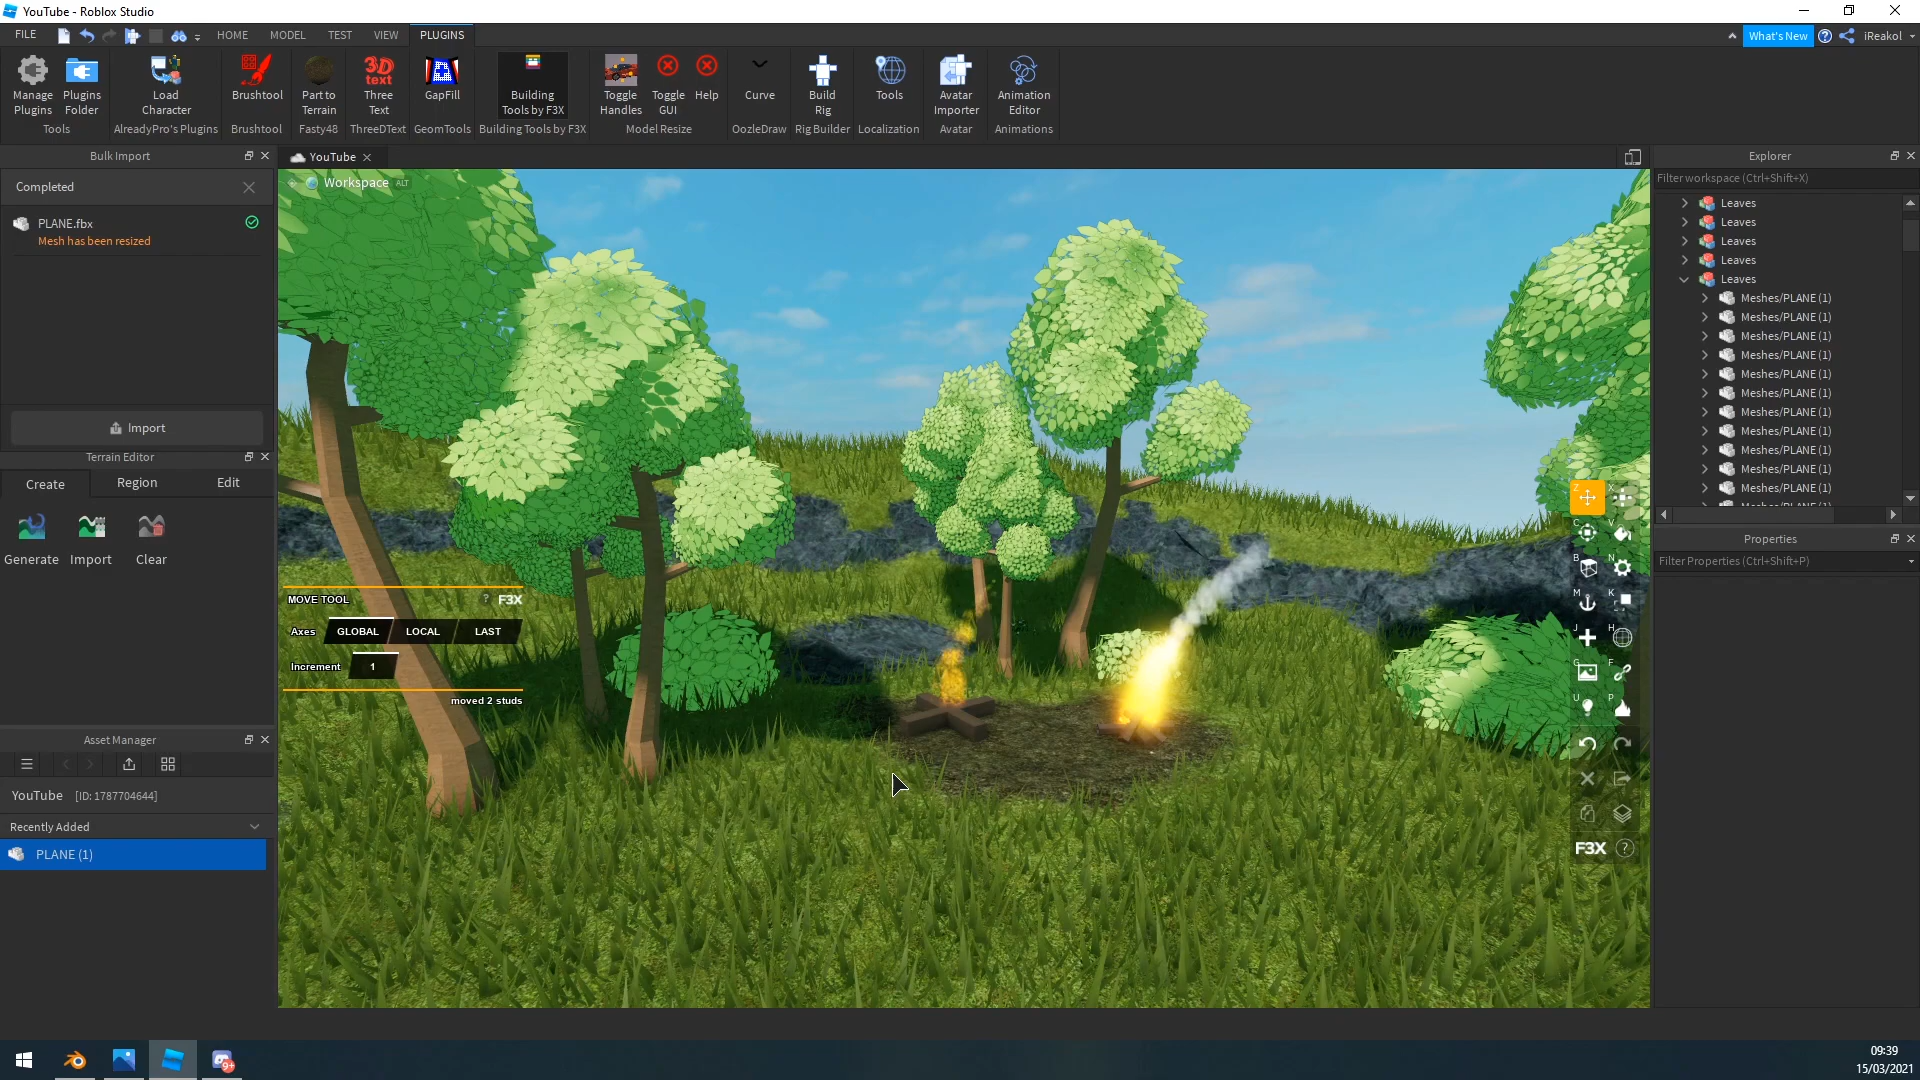 YouTube - Roblox Studio
FILE HOME MODEL TEST VIEW PLUGINS What's New iReakol
Manage Plugins
Plugins Folder
Tools
Load Character
AlreadyPro's Plugins
Brushtool
Brushtool
Part to Terrain
Fasty48
3D text
Three Text
ThreeDText
GapFill
GeomTools
Building Tools by F3X
Building Tools by F3X
Toggle Handles
Toggle GUI
Help
Model Resize
Curve
OozleDraw
Build Rig
Rig Builder
Tools
Localization
Avatar Importer
Avatar
Animation Editor
Animations
Bulk Import
Completed
PLANE.fbx
Mesh has been resized
Import
Terrain Editor
Create Region Edit
Generate Import Clear
Asset Manager
YouTube [ID: 1787704644]
Recently Added
PLANE (1)
YouTube
Workspace ALT
MOVE TOOL ? F3X
Axes GLOBAL LOCAL LAST
Increment 1
moved 2 studs
Z X
C V
B N
M K
J H
G F
U P
F3X ?
Explorer
Filter workspace (Ctrl+Shift+X)
Leaves
Leaves
Leaves
Leaves
Leaves
Meshes/PLANE (1)
Meshes/PLANE (1)
Meshes/PLANE (1)
Meshes/PLANE (1)
Meshes/PLANE (1)
Meshes/PLANE (1)
Meshes/PLANE (1)
Meshes/PLANE (1)
Meshes/PLANE (1)
Meshes/PLANE (1)
Meshes/PLANE (1)
Properties
Filter Properties (Ctrl+Shift+P)
9+
09:39
15/03/2021